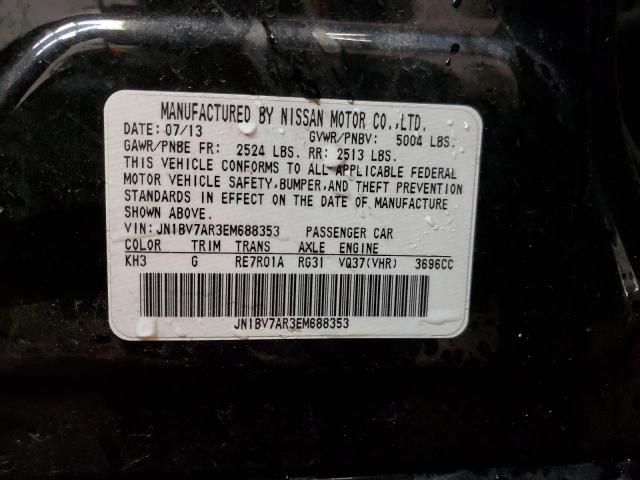 MANUFACTURED BY NISSAN MOTOR CO.,LTD.
DATE: 07/13 GVWR/PNBV: 5004 LBS.
GAWR/PNBE FR: 2524 LBS. RR: 2513 LBS.
THIS VEHICLE CONFORMS TO ALL APPLICABLE FEDERAL
MOTOR VEHICLE SAFETY,BUMPER,AND THEFT PREVENTION
STANDARDS IN EFFECT ON THE DATE OF MANUFACTURE
SHOWN ABOVE.
VIN:JN1BV7AR3EM688353 PASSENGER CAR
COLOR TRIM TRANS AXLE ENGINE
KH3 G RE7R01A RG31 VQ37(VHR) 3696CC
JN1BV7AR3EM688353